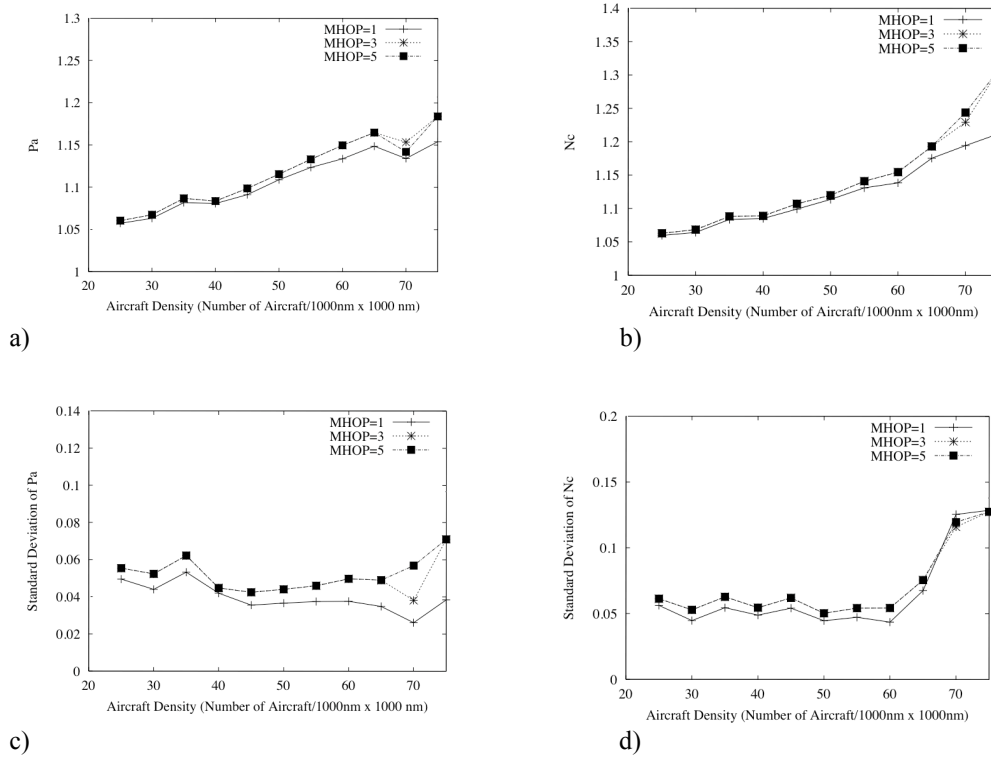 1.3
1.25
1.2
1.15
1.1
1.05
1
Pa
MHOP=1
MHOP=3
MHOP=5
20 30 40 50 60 70
Aircraft Density (Number of Aircraft/1000nm x 1000 nm)
a)
1.4
1.35
1.3
1.25
1.2
1.15
1.1
1.05
1
Nc
MHOP=1
MHOP=3
MHOP=5
20 30 40 50 60 70
Aircraft Density (Number of Aircraft/1000nm x 1000nm)
b)
0.14
0.12
0.1
0.08
0.06
0.04
0.02
0
Standard Deviation of Pa
MHOP=1
MHOP=3
MHOP=5
20 30 40 50 60 70
Aircraft Density (Number of Aircraft/1000nm x 1000 nm)
c)
0.2
0.15
0.1
0.05
0
Standard Deviation of Nc
MHOP=1
MHOP=3
MHOP=5
20 30 40 50 60 70
Aircraft Density (Number of Aircraft/1000nm x 1000nm)
d)